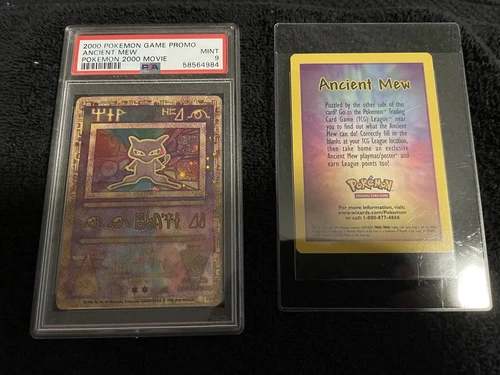 2000 POKEMON GAME PROMO
ANCIENT MEW
MINT
POKEMON 2000 MOVIE
9
PSA
58564984
Ancient Mew
Puzzled by the other side of this
card? Go to the Pokémon Trading
Card Game (TCG) League near
you to find out what the Ancient
Mew can do! Correctly fill in the
blanks at your TCG League location,
then take home an exclusive
Ancient Mew playmat/poster and
earn League points too!
Pokémon
For more information, visit:
www.wizards.com/Pokemon
or call 1-800-877-4866